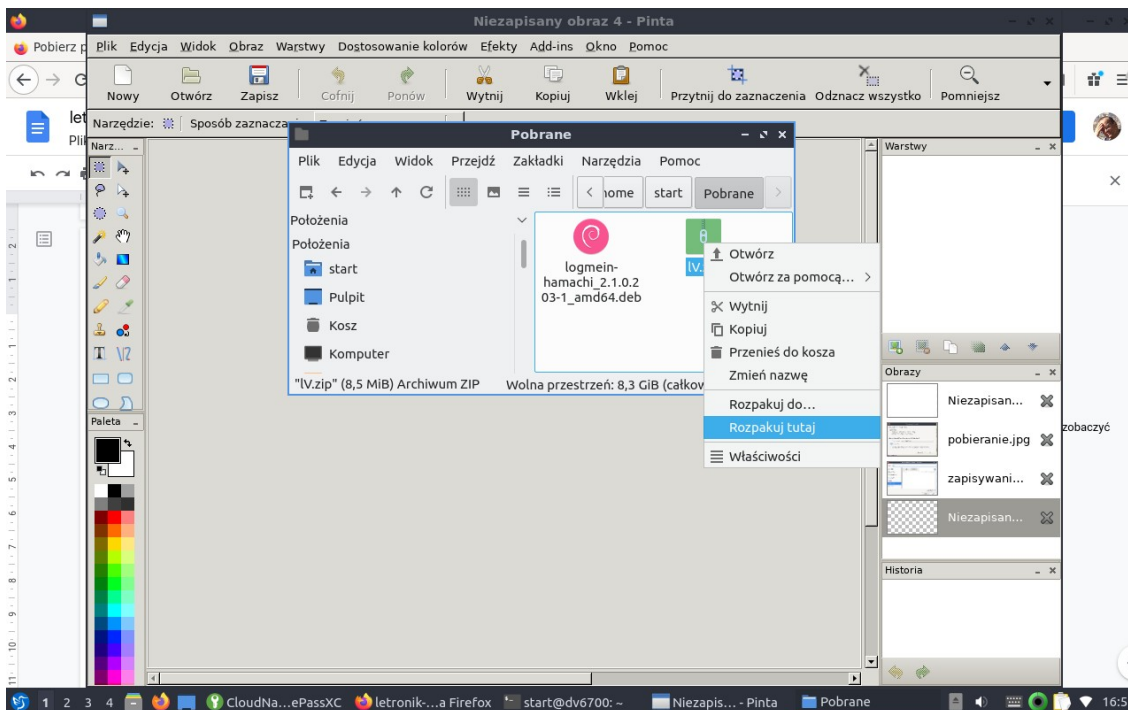 Niezapisany obraz 4 - Pinta
Pobierz p
Plik Edycja Widok Obraz Warstwy Dostosowanie kolorów Efekty Add-ins Okno Pomoc
Nowy Otwórz Zapisz Cofnij Ponów Wytnij Kopiuj Wklej Przytnij do zaznaczenia Odznacz wszystko Pomniejsz
let
Plik
Narzędzie: Sposób zaznacza
Narz...
Warstwy
Pobrane
Plik Edycja Widok Przejdź Zakładki Narzędzia Pomoc
home start Pobrane
Położenia
Położenia
start
Pulpit
Kosz
Komputer
logmein-
hamachi_2.1.0.2
03-1_amd64.deb
lV.
"lV.zip" (8,5 MiB) Archiwum ZIP Wolna przestrzeń: 8,3 GiB (całkow
Otwórz
Otwórz za pomocą...
Wytnij
Kopiuj
Przenieś do kosza
Zmień nazwę
Rozpakuj do...
Rozpakuj tutaj
Właściwości
Obrazy
Niezapisan...
pobieranie.jpg
zapisywani...
Niezapisan...
zobaczyć
Paleta
Historia
1 2 3 4 CloudNa...ePassXC letronik-...a Firefox start@dv6700: ~ Niezapis... - Pinta Pobrane 16:5